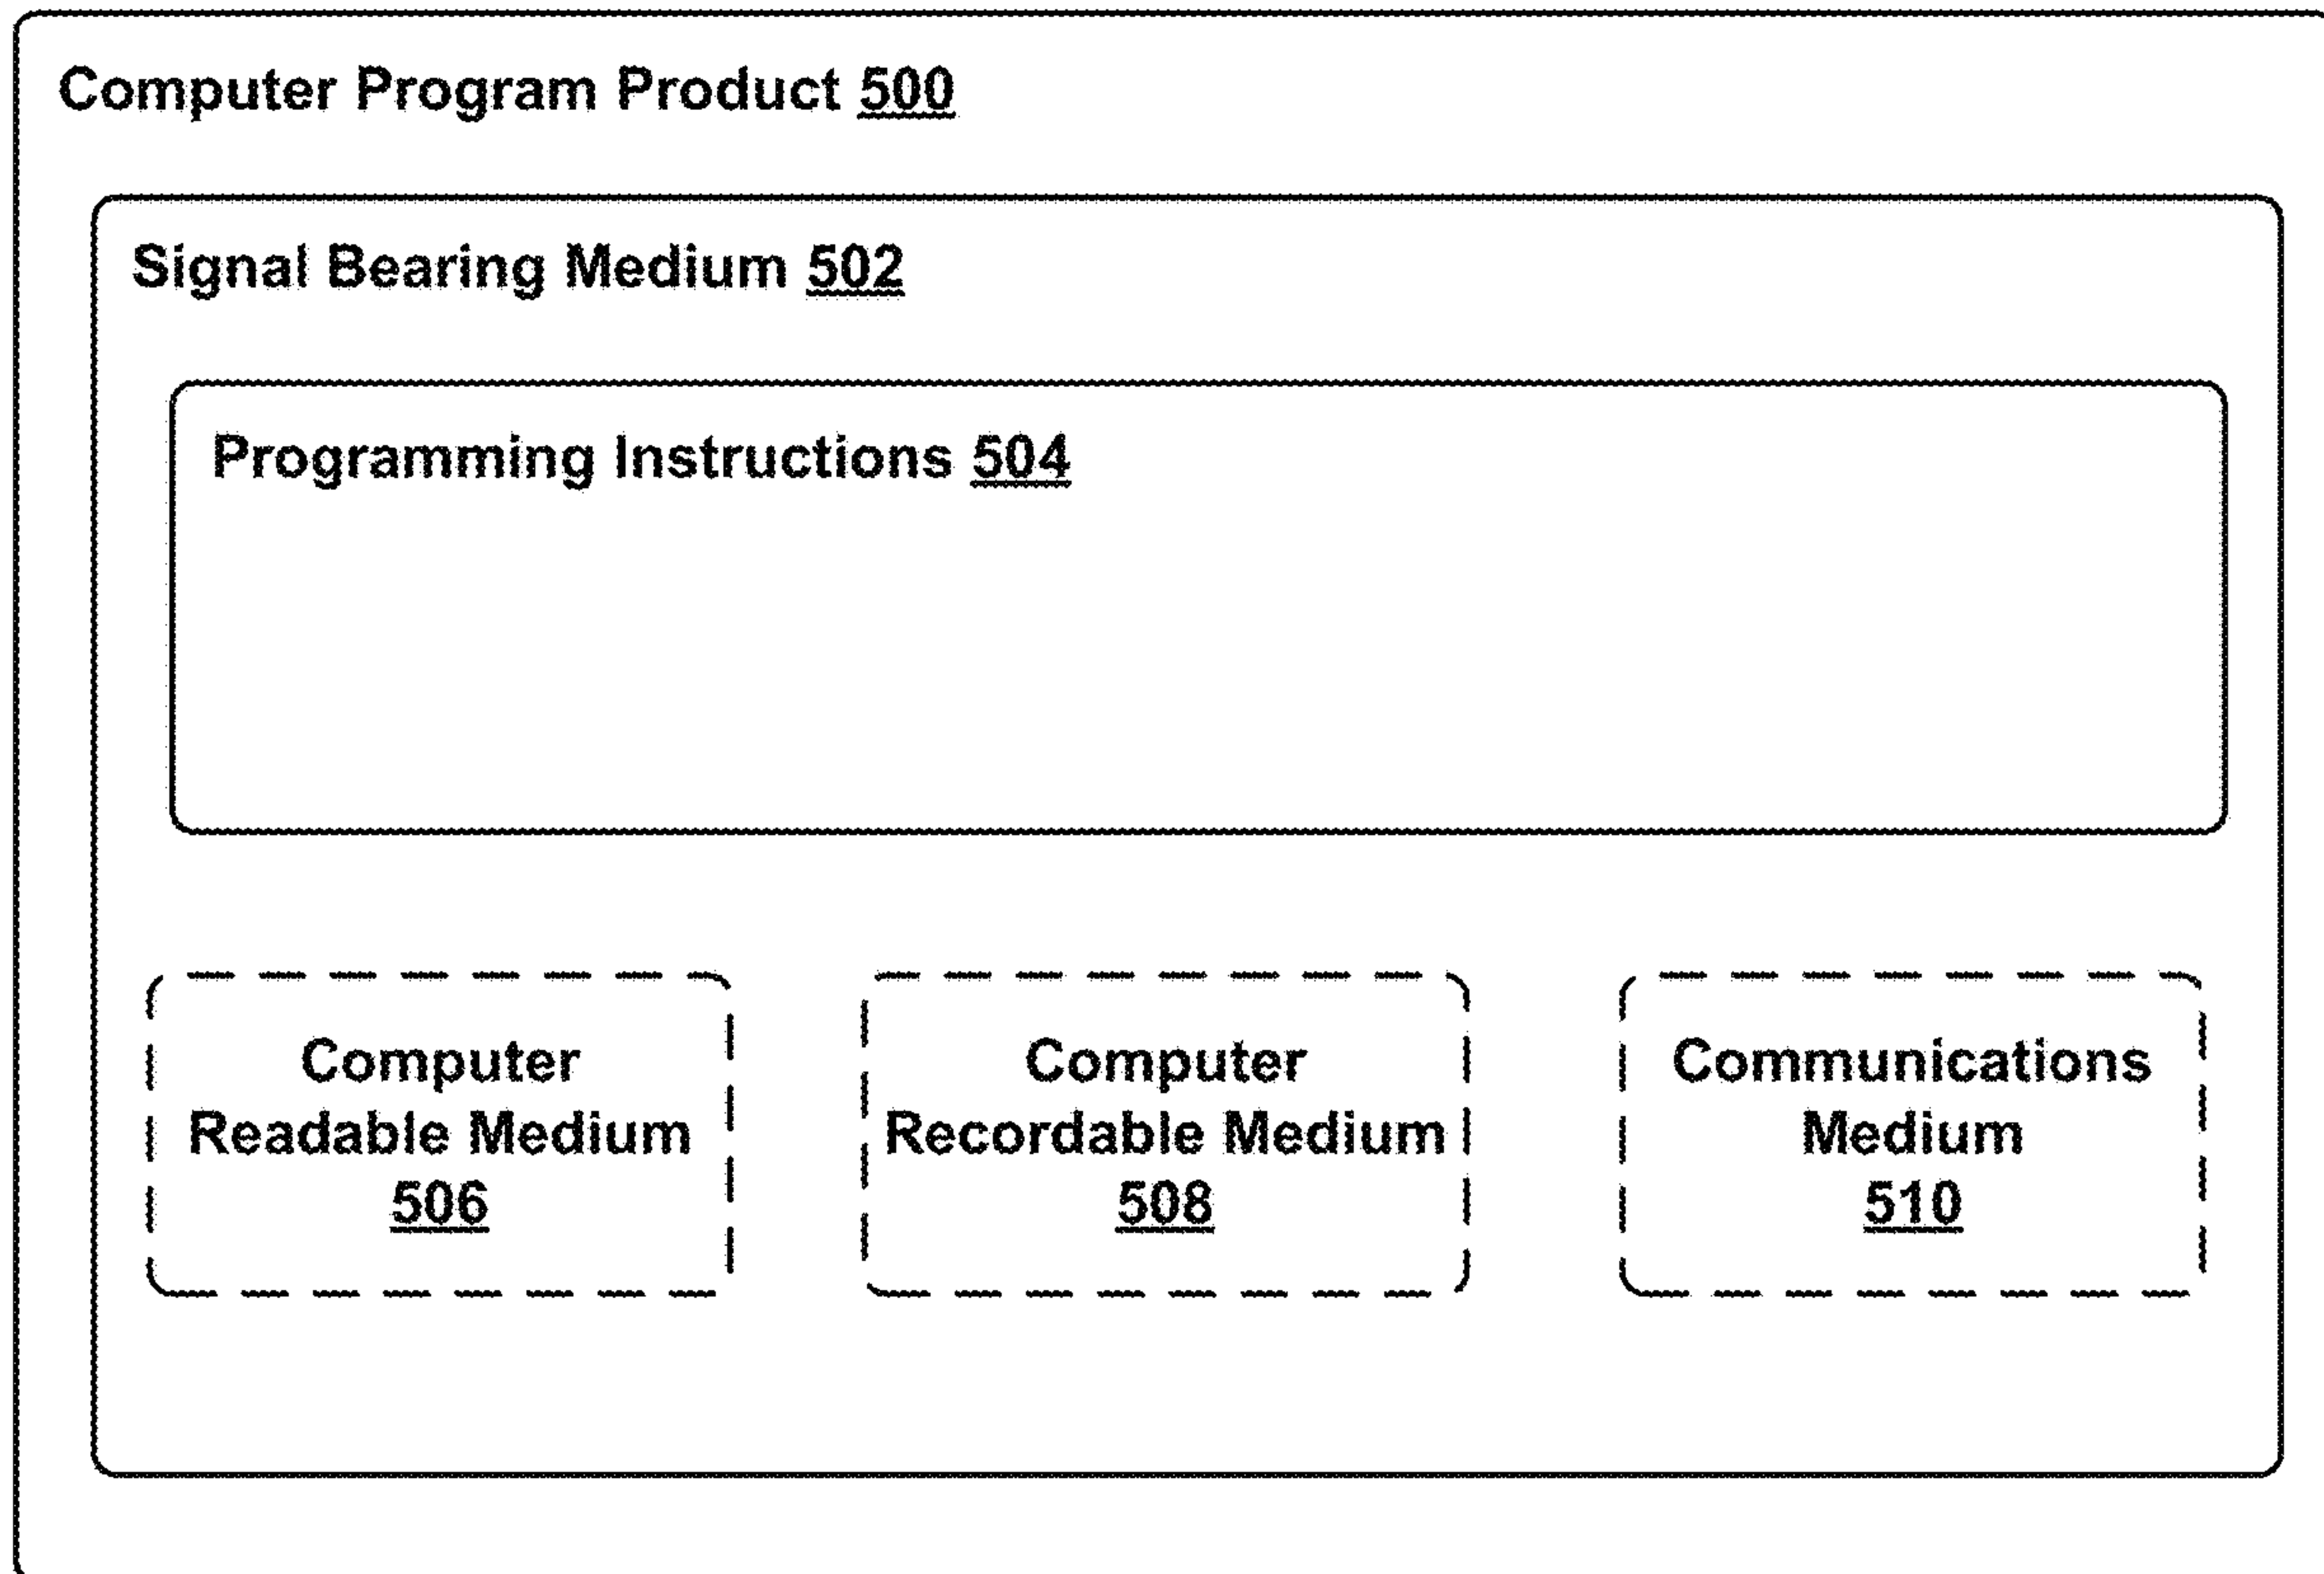 Computer Program Product 500
Signal Bearing Medium 502
Programming Instructions 504
Computer
Readable Medium
506
Computer
Recordable Medium
508
Communications
Medium
510